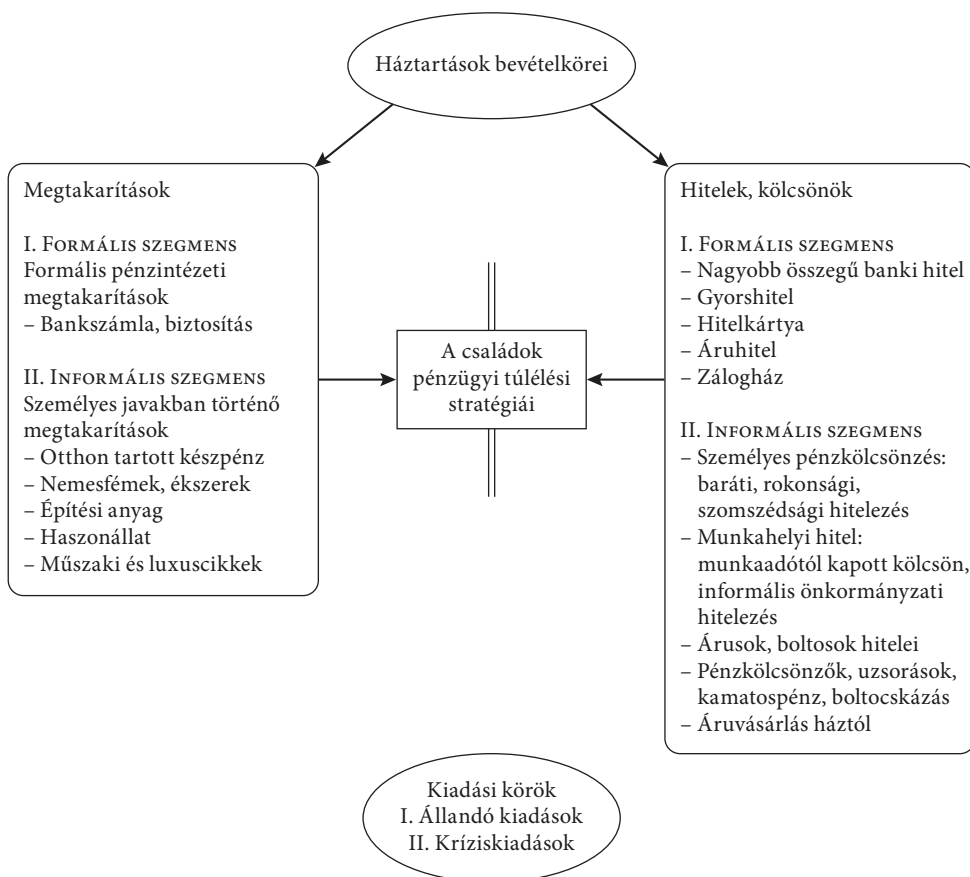 Háztartások bevételkörei
Megtakarítások
I. Formális szegmens
Formális pénzintézeti
megtakarítások
– Bankszámla, biztosítás
II. Informális szegmens
Személyes javakban történő
megtakarítások
– Otthon tartott készpénz
– Nemesfémek, ékszerek
– Építési anyag
– Haszonállat
– Műszaki és luxuscikkek
A családok
pénzügyi túlélési
stratégiái
Hitelek, kölcsönök
I. Formális szegmens
– Nagyobb összegű banki hitel
– Gyorshitel
– Hitelkártya
– Áruhitel
– Zálogház
II. Informális szegmens
– Személyes pénzkölcsönzés:
baráti, rokonsági,
szomszédsági hitelezés
– Munkahelyi hitel:
munkaadótól kapott kölcsön,
informális önkormányzati
hitelezés
– Árusok, boltosok hitelei
– Pénzkölcsönzők, uzsorások,
kamatospénz, boltocskázás
– Áruvásárlás háztól
Kiadási körök
I. Állandó kiadások
II. Kríziskiadások